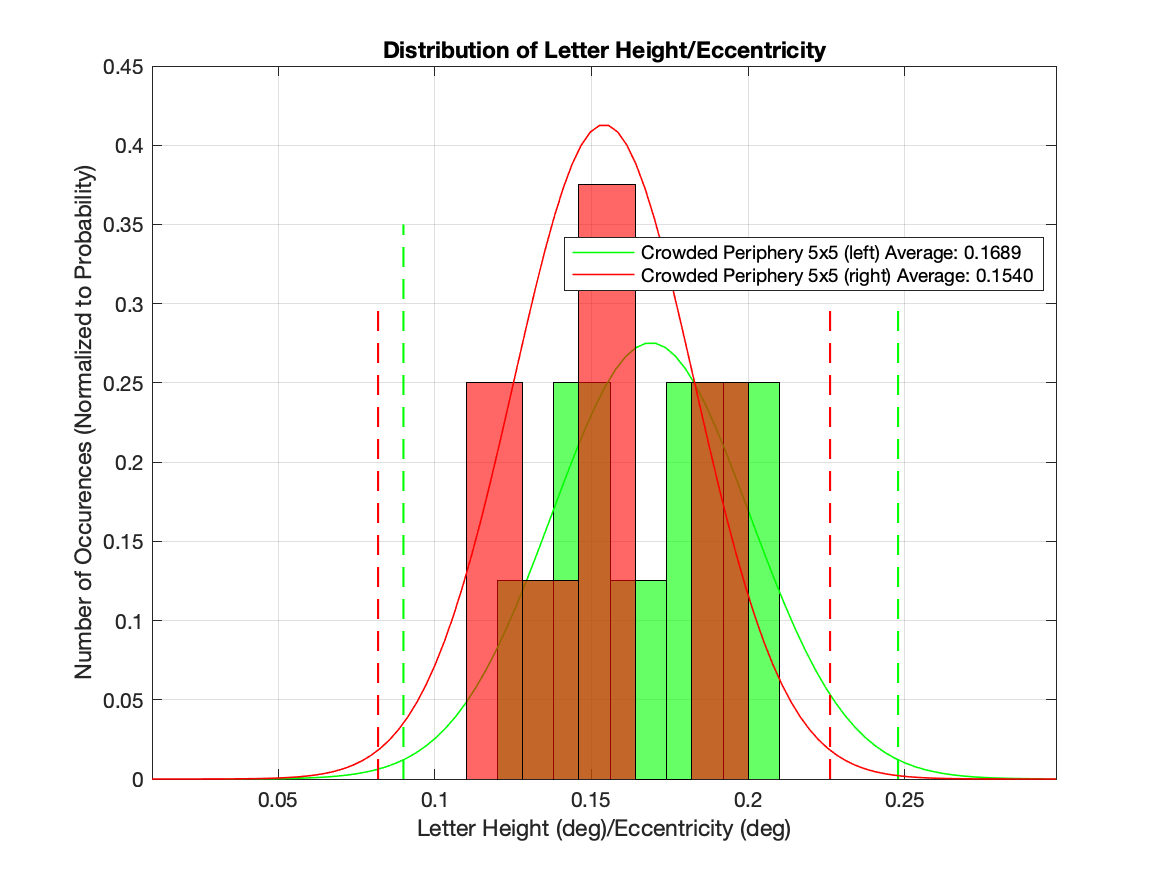 Distribution of Letter Height/Eccentricity
Number of Occurences (Normalized to Probability)
0.45
0.4
0.35
0.3
0.25
0.2
0.15
0.1
0.05
0
Crowded Periphery 5x5 (left) Average: 0.1689
Crowded Periphery 5x5 (right) Average: 0.1540
0.05 0.1 0.15 0.2 0.25
Letter Height (deg)/Eccentricity (deg)